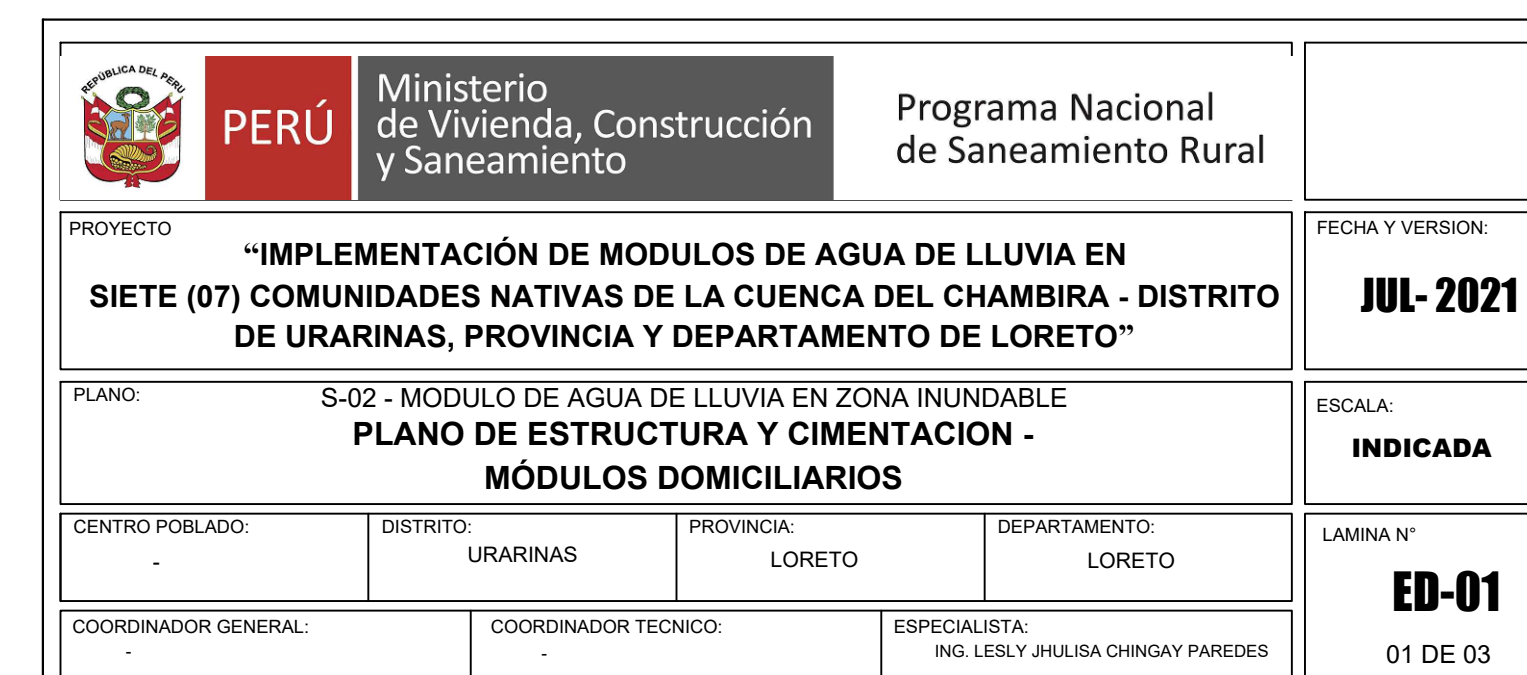 REPÚBLICA DEL PERÚ
PERÚ
Ministerio
de Vivienda, Construcción
y Saneamiento
Programa Nacional
de Saneamiento Rural
PROYECTO
“IMPLEMENTACIÓN DE MODULOS DE AGUA DE LLUVIA EN
SIETE (07) COMUNIDADES NATIVAS DE LA CUENCA DEL CHAMBIRA - DISTRITO
DE URARINAS, PROVINCIA Y DEPARTAMENTO DE LORETO”
FECHA Y VERSION:
JUL- 2021
PLANO:
S-02 - MODULO DE AGUA DE LLUVIA EN ZONA INUNDABLE
PLANO DE ESTRUCTURA Y CIMENTACION -
MÓDULOS DOMICILIARIOS
ESCALA:
INDICADA
CENTRO POBLADO:
-
DISTRITO:
URARINAS
PROVINCIA:
LORETO
DEPARTAMENTO:
LORETO
LAMINA N°
ED-01
01 DE 03
COORDINADOR GENERAL:
-
COORDINADOR TECNICO:
-
ESPECIALISTA:
ING. LESLY JHULISA CHINGAY PAREDES